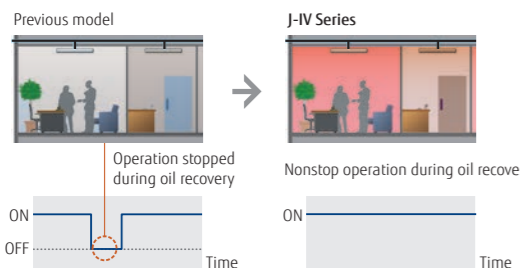 Previous model
J-IV Series
Operation stopped
during oil recovery
Nonstop operation during oil recove
ON
OFF
Time
ON
Time